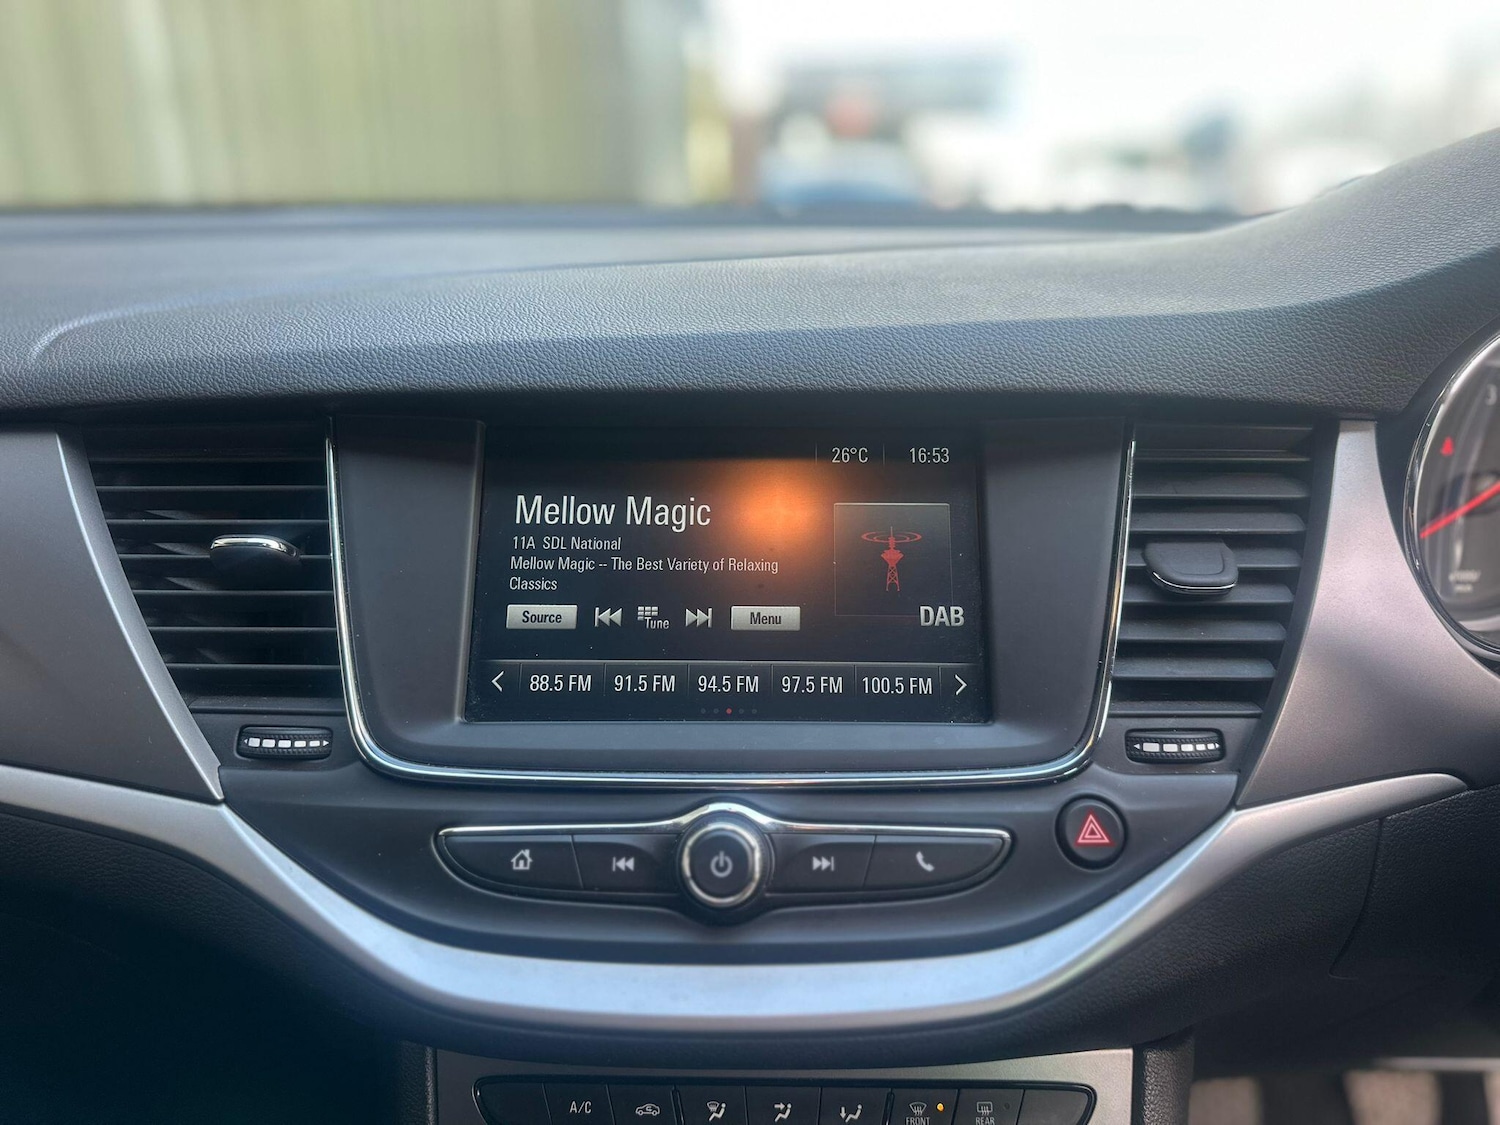 26°C 16:53
Mellow Magic
11A SDL National
Mellow Magic -- The Best Variety of Relaxing
Classics
Source Tune Menu DAB
88.5 FM 91.5 FM 94.5 FM 97.5 FM 100.5 FM
A/C FRONT REAR